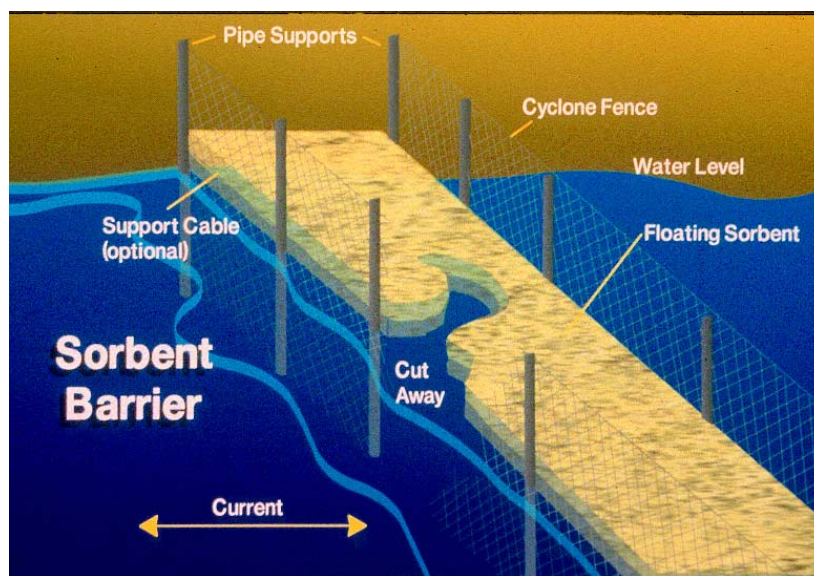 Pipe Supports
Cyclone Fence
Water Level
Support Cable
(optional)
Floating Sorbent
Sorbent
Barrier
Cut
Away
Current